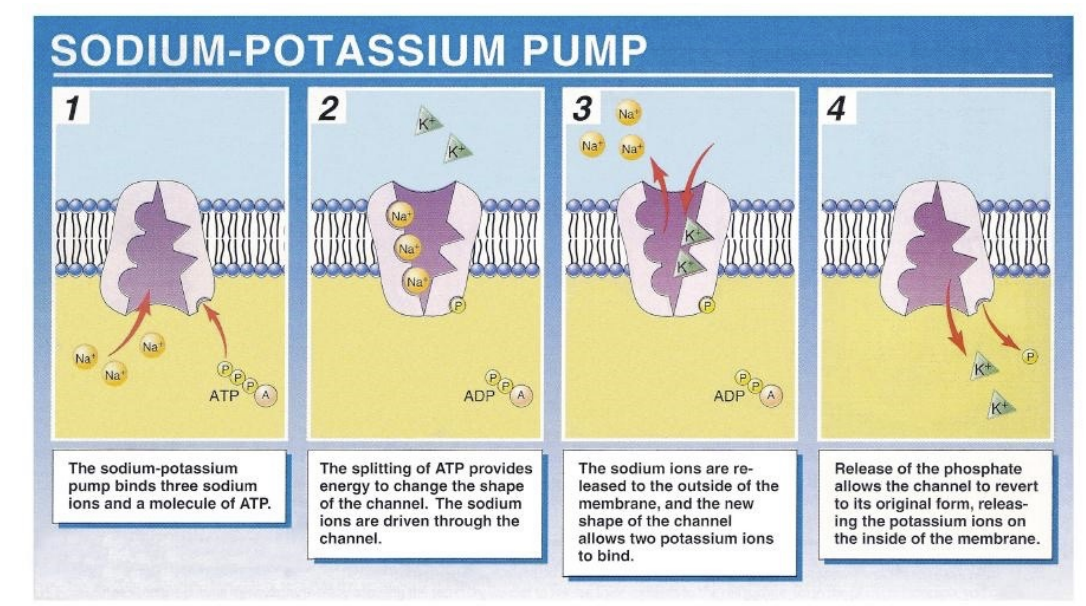 SODIUM-POTASSIUM PUMP
1
Na⁺
Na⁺
Na⁺
P
P
P
A
ATP
The sodium-potassium
pump binds three sodium
ions and a molecule of ATP.
2
K⁺
K⁺
Na⁺
Na⁺
Na⁺
P
P
P
A
ADP
The splitting of ATP provides
energy to change the shape
of the channel. The sodium
ions are driven through the
channel.
3
Na⁺
Na⁺
Na⁺
K⁺
K⁺
P
P
P
A
ADP
The sodium ions are re-
leased to the outside of the
membrane, and the new
shape of the channel
allows two potassium ions
to bind.
4
P
K⁺
K⁺
Release of the phosphate
allows the channel to revert
to its original form, releas-
ing the potassium ions on
the inside of the membrane.